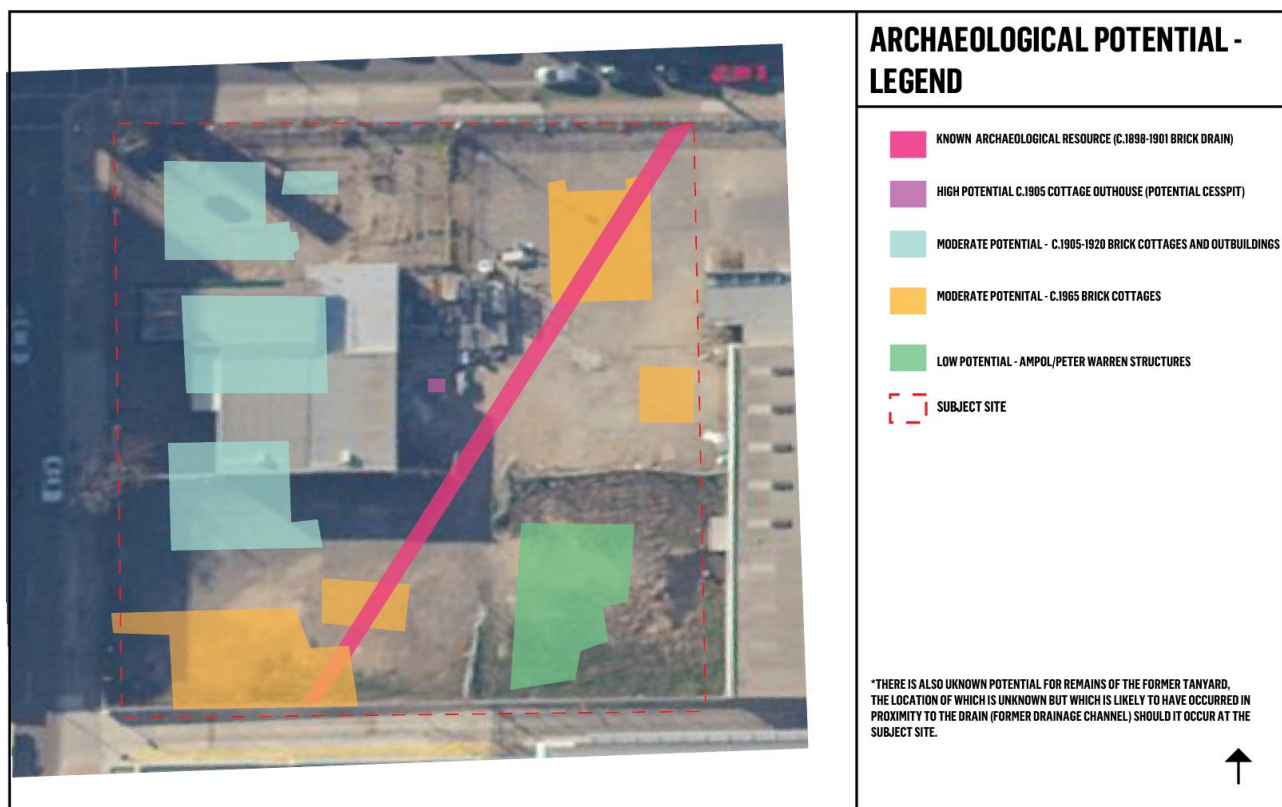 ARCHAEOLOGICAL POTENTIAL -
LEGEND
KNOWN ARCHAEOLOGICAL RESOURCE (C.1898-1901 BRICK DRAIN)
HIGH POTENTIAL C.1905 COTTAGE OUTHOUSE (POTENTIAL CESSPIT)
MODERATE POTENTIAL - C.1905-1920 BRICK COTTAGES AND OUTBUILDINGS
MODERATE POTENITAL - C.1965 BRICK COTTAGES
LOW POTENTIAL - AMPOL/PETER WARREN STRUCTURES
SUBJECT SITE
*THERE IS ALSO UKNOWN POTENTIAL FOR REMAINS OF THE FORMER TANYARD,
THE LOCATION OF WHICH IS UNKNOWN BUT WHICH IS LIKELY TO HAVE OCCURRED IN
PROXIMITY TO THE DRAIN (FORMER DRAINAGE CHANNEL) SHOULD IT OCCUR AT THE
SUBJECT SITE.